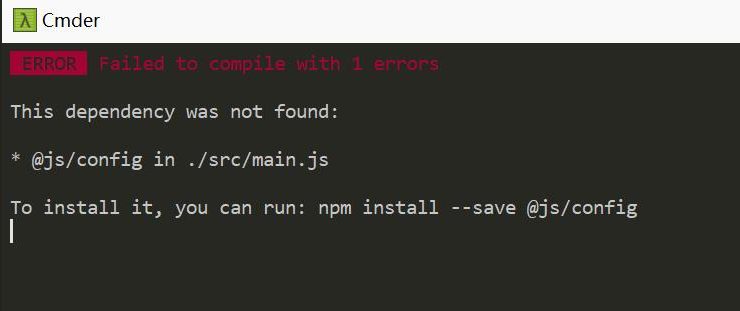 λ Cmder
ERROR Failed to compile with 1 errors
This dependency was not found:
* @js/config in ./src/main.js
To install it, you can run: npm install --save @js/config